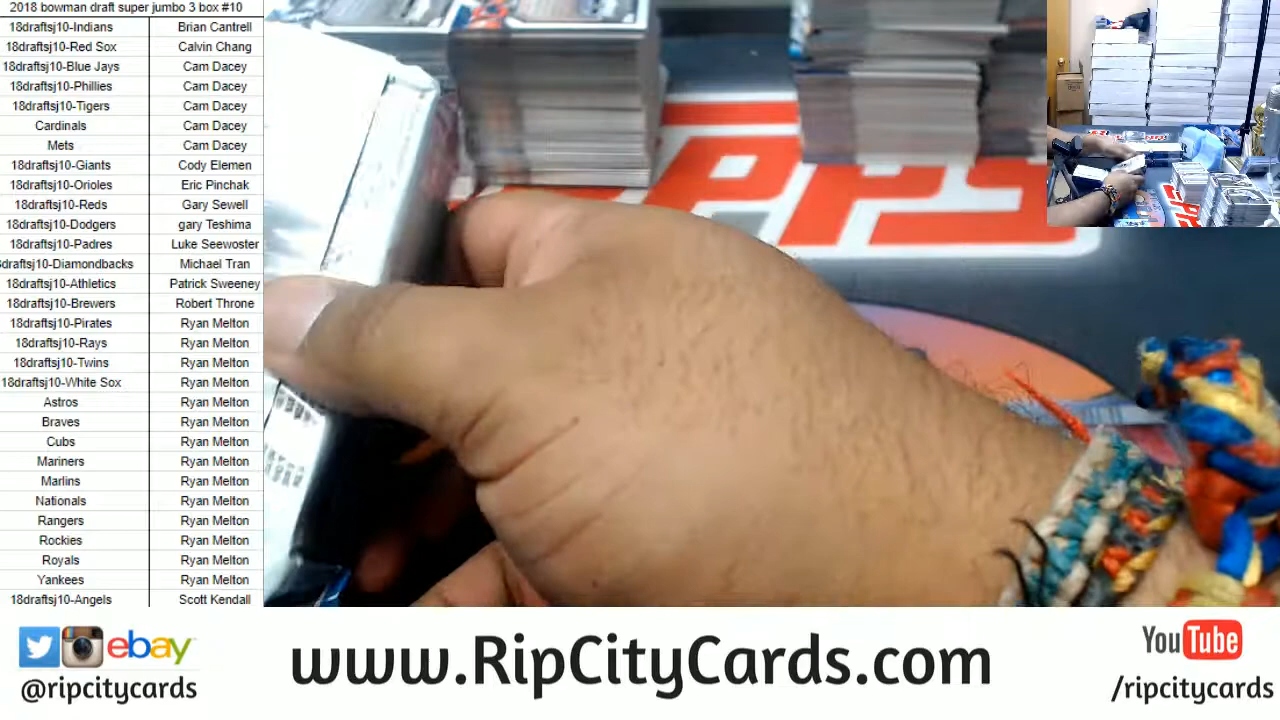 2018 bowman draft super jumbo 3 box #10
18draftsj10-Indians Brian Cantrell
18draftsj10-Red Sox Calvin Chang
18draftsj10-Blue Jays Cam Dacey
18draftsj10-Phillies Cam Dacey
18draftsj10-Tigers Cam Dacey
Cardinals Cam Dacey
Mets Cam Dacey
18draftsj10-Giants Cody Elemen
18draftsj10-Orioles Eric Pinchak
18draftsj10-Reds Gary Sewell
18draftsj10-Dodgers gary Teshima
18draftsj10-Padres Luke Seewoster
draftsj10-Diamondbacks Michael Tran
18draftsj10-Athletics Patrick Sweeney
18draftsj10-Brewers Robert Throne
18draftsj10-Pirates Ryan Melton
18draftsj10-Rays Ryan Melton
18draftsj10-Twins Ryan Melton
18draftsj10-White Sox Ryan Melton
Astros Ryan Melton
Braves Ryan Melton
Cubs Ryan Melton
Mariners Ryan Melton
Marlins Ryan Melton
Nationals Ryan Melton
Rangers Ryan Melton
Rockies Ryan Melton
Royals Ryan Melton
Yankees Ryan Melton
18draftsj10-Angels Scott Kendall
ebay
@ripcitycards
www.RipCityCards.com
YouTube
/ripcitycards